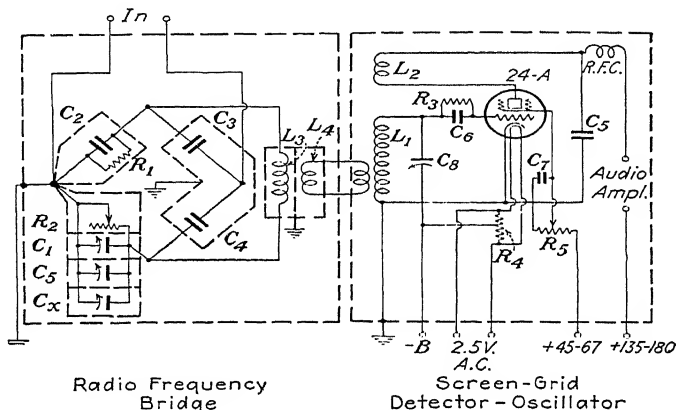 In
C2
C3
R1
L3
L4
C4
R2
C1
C5
Cx
L2
24-A
R.F.C.
R3
C6
L1
C8
C7
C5
Audio
Ampl.
R4
R5
-B
2.5V.
A.C.
+45-67
+135-180
Radio Frequency
Bridge
Screen-Grid
Detector-Oscillator